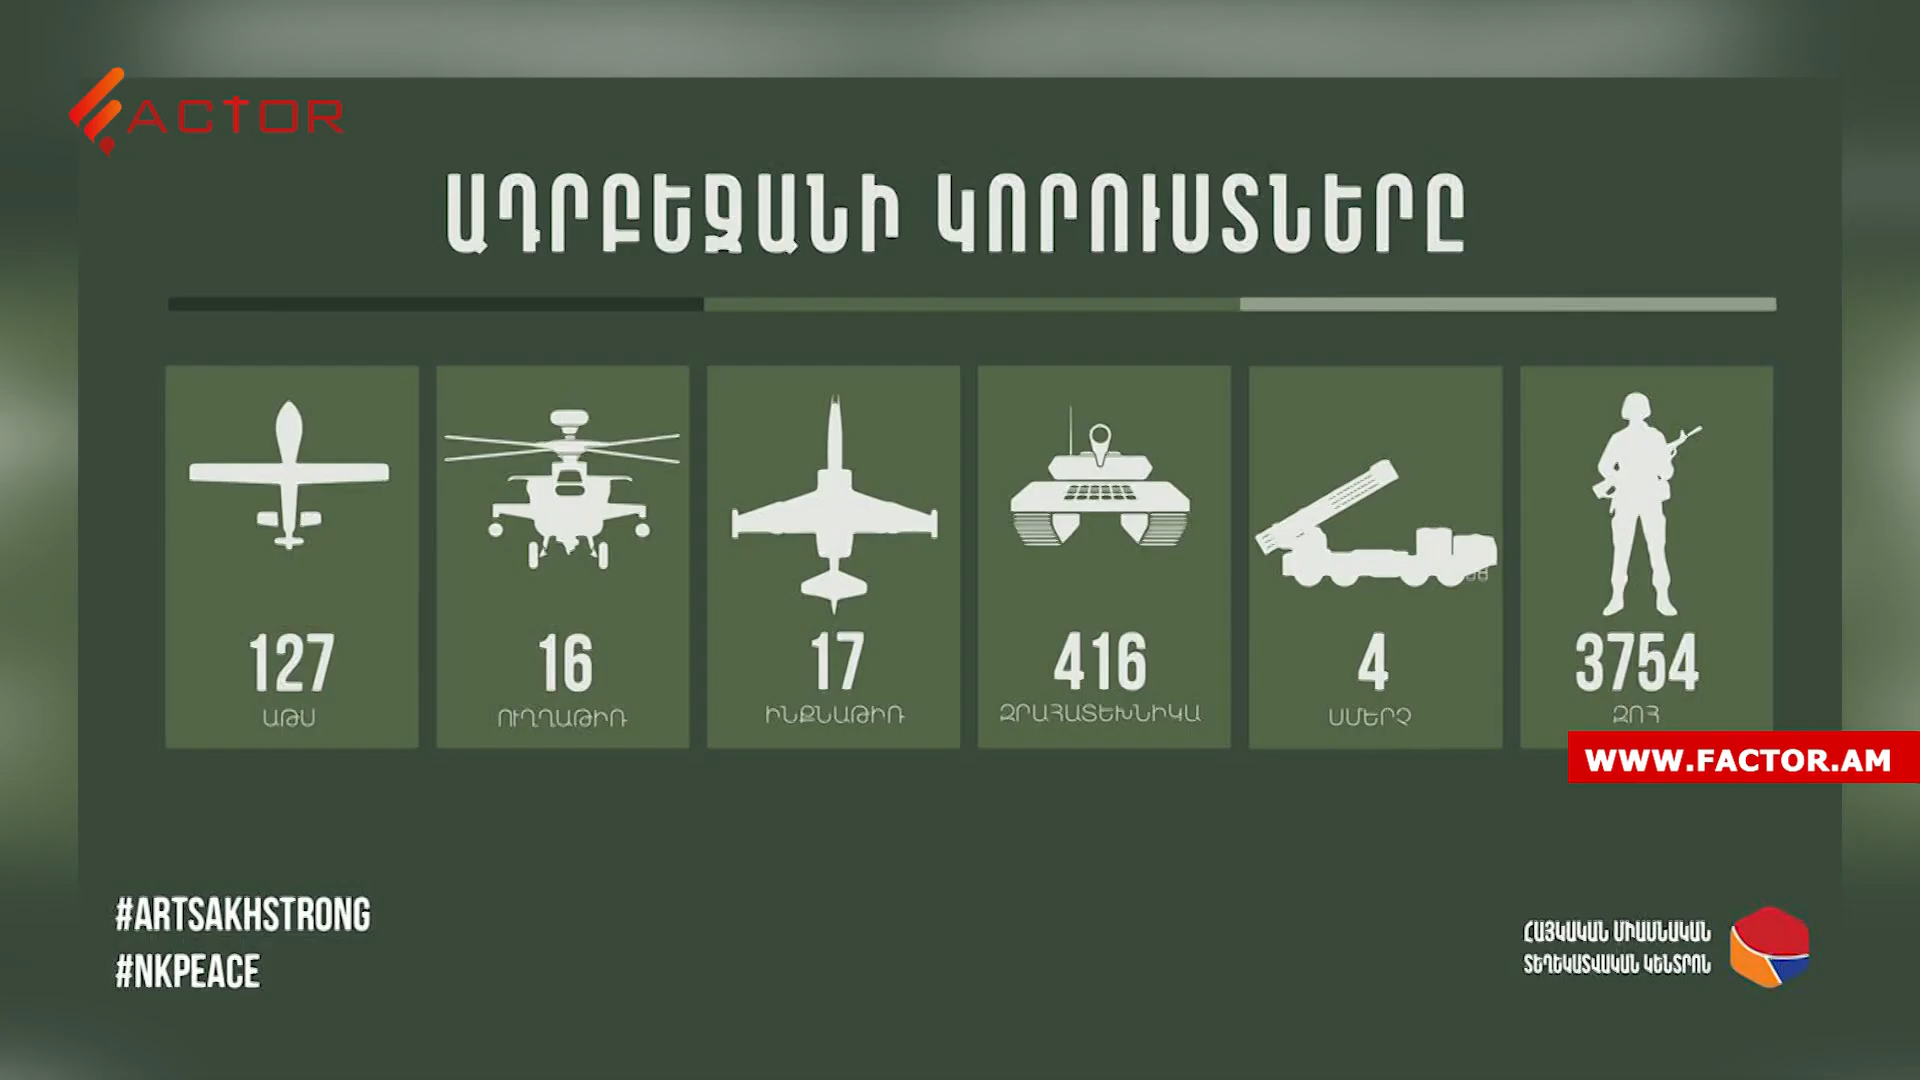 FACTOR
ԱԴՐԲԵՋԱՆԻ ԿՈՐՈՒՍՏՆԵՐԸ
127
ԱԹՍ
16
ՈՒՂՂԱԹԻՌ
17
ԻՆՔՆԱԹԻՌ
416
ԶՐԱՀԱՏԵԽՆԻԿԱ
4
ՍՄԵՐՉ
3754
ԶՈՀ
WWW.FACTOR.AM
#ARTSAKHSTRONG
#NKPEACE
ՀԱՅԿԱԿԱՆ ՄԻԱՍՆԱԿԱՆ
ՏԵՂԵԿԱՏՎԱԿԱՆ ԿԵՆՏՐՈՆ